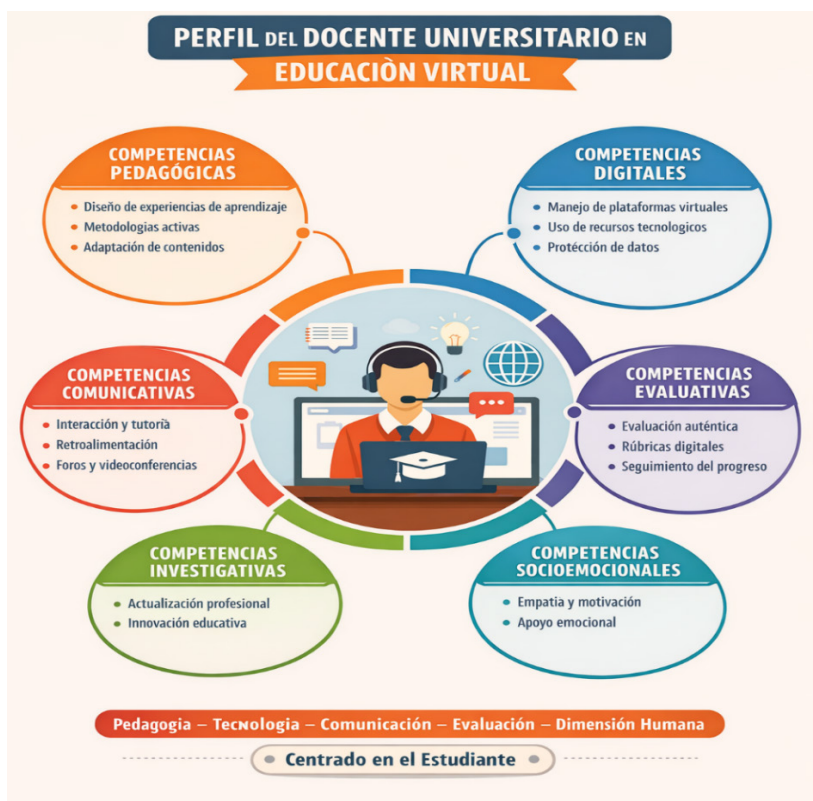 PERFIL DEL DOCENTE UNIVERSITARIO EN
EDUCACIÒN VIRTUAL
COMPETENCIAS
PEDAGÓGICAS
• Diseño de experiencias de aprendizaje
• Metodologias activas
• Adaptación de contenidos
COMPETENCIAS
DIGITALES
• Manejo de plataformas virtuales
• Uso de recursos tecnologicos
• Protécción de datos
COMPETENCIAS
COMUNICATIVAS
• Interacción y tutoría
• Retroalimentación
• Foros y videoconferencias
COMPETENCIAS
EVALUATIVAS
• Evaluación auténtica
• Rúbricas digitales
• Seguimiento del progreso
COMPETENCIAS
INVESTIGATIVAS
• Actualización profesional
• Innovación educativa
COMPETENCIAS
SOCIOEMOCIONALES
• Empatia y motivación
• Apoyo emocional
Pedagogia – Tecnologia – Comunicación – Evaluación – Dimensión Humana
Centrado en el Estudiante